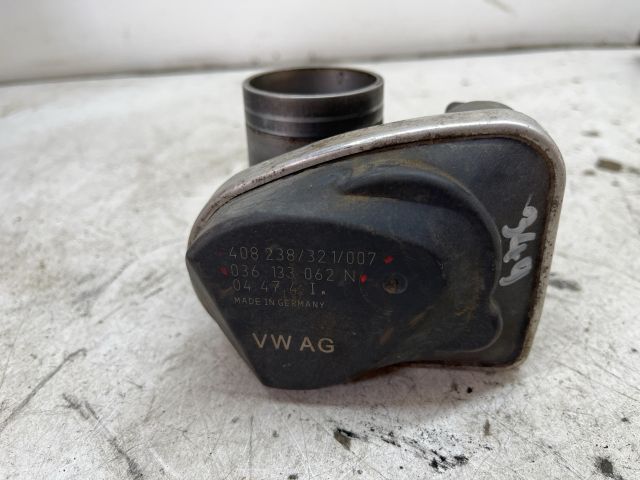 408 238/321/007
036 133 062 N
04.47.4 I.
MADE IN GERMANY
VW AG